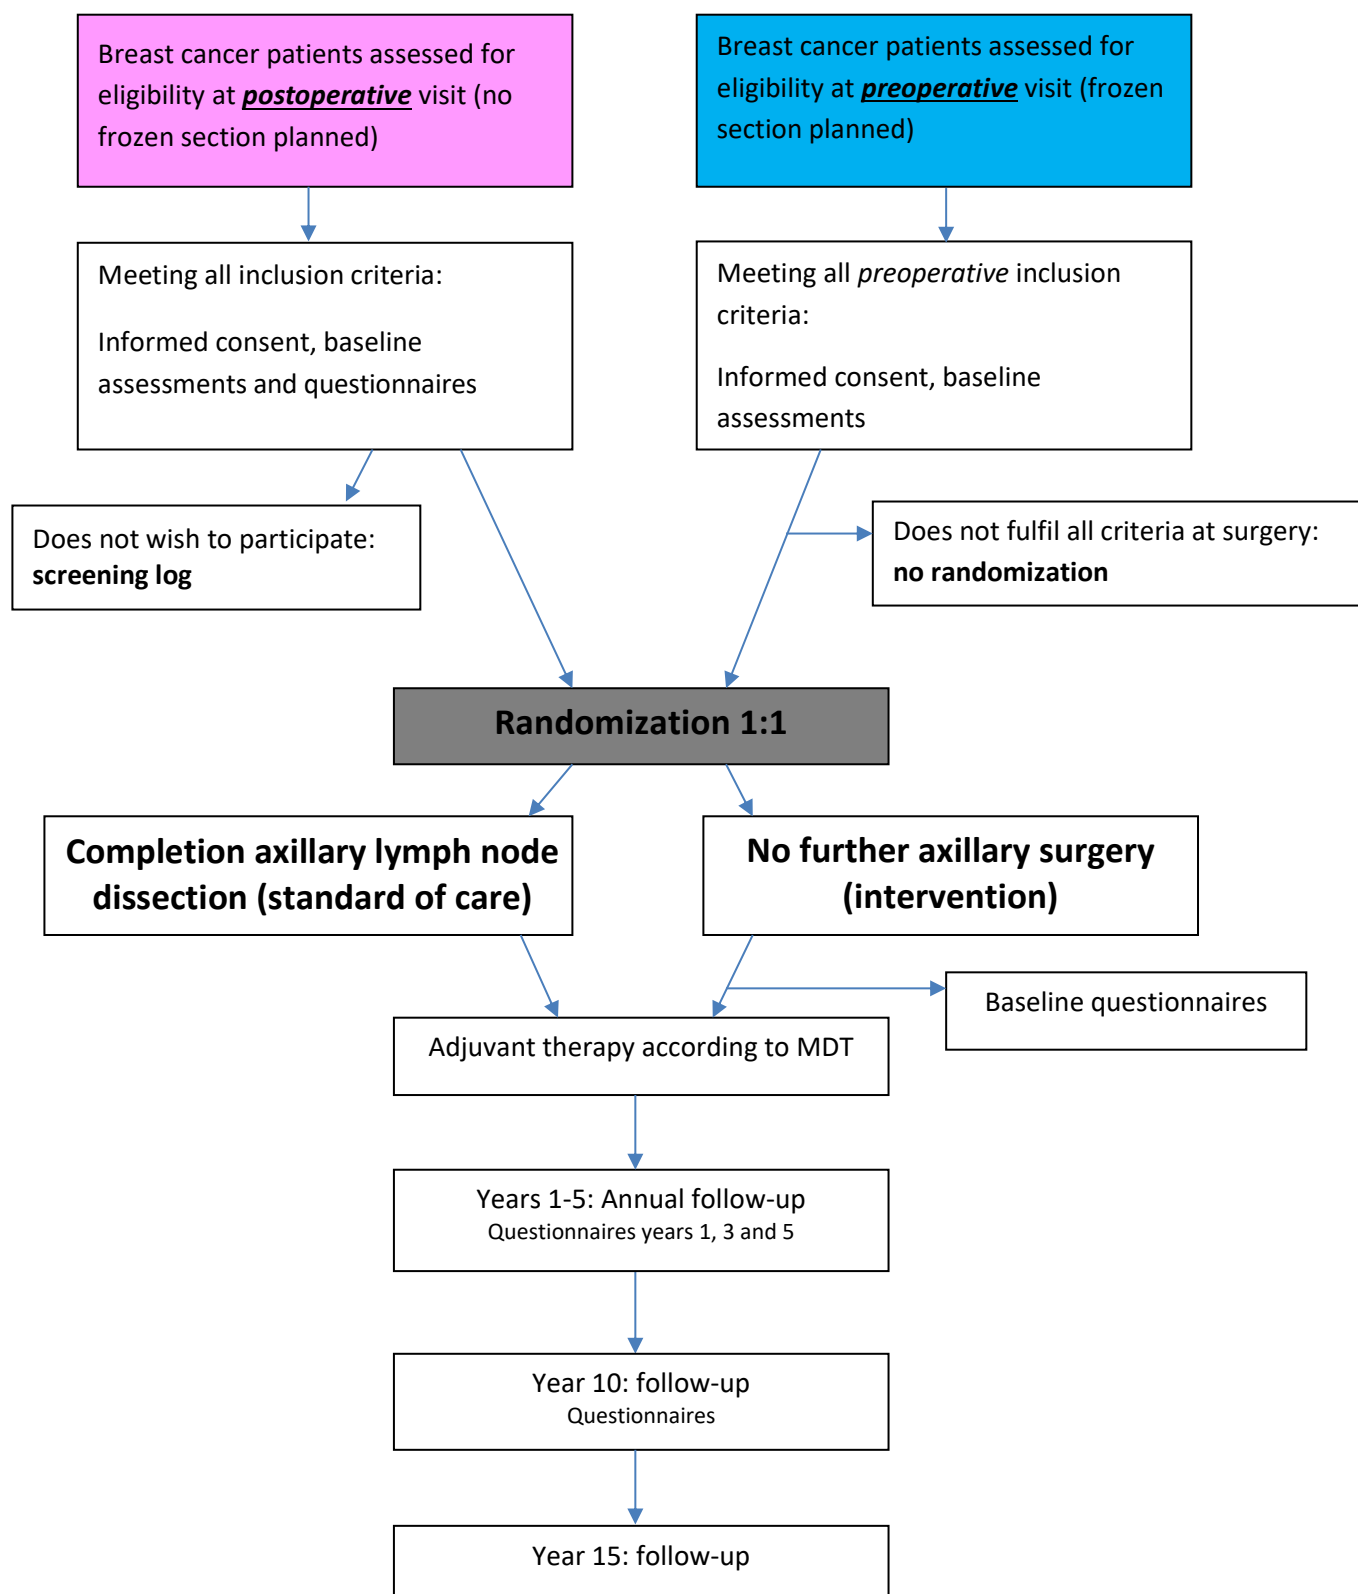 Breast cancer patients assessed for
eligibility at postoperative visit (no
frozen section planned)
Breast cancer patients assessed for
eligibility at preoperative visit (frozen
section planned)
Meeting all inclusion criteria:
Informed consent, baseline
assessments and questionnaires
Meeting all preoperative inclusion
criteria:
Informed consent, baseline
assessments
Does not wish to participate:
screening log
Does not fulfil all criteria at surgery:
no randomization
Randomization 1:1
Completion axillary lymph node
dissection (standard of care)
No further axillary surgery
(intervention)
Baseline questionnaires
Adjuvant therapy according to MDT
Years 1-5: Annual follow-up
Questionnaires years 1, 3 and 5
Year 10: follow-up
Questionnaires
Year 15: follow-up